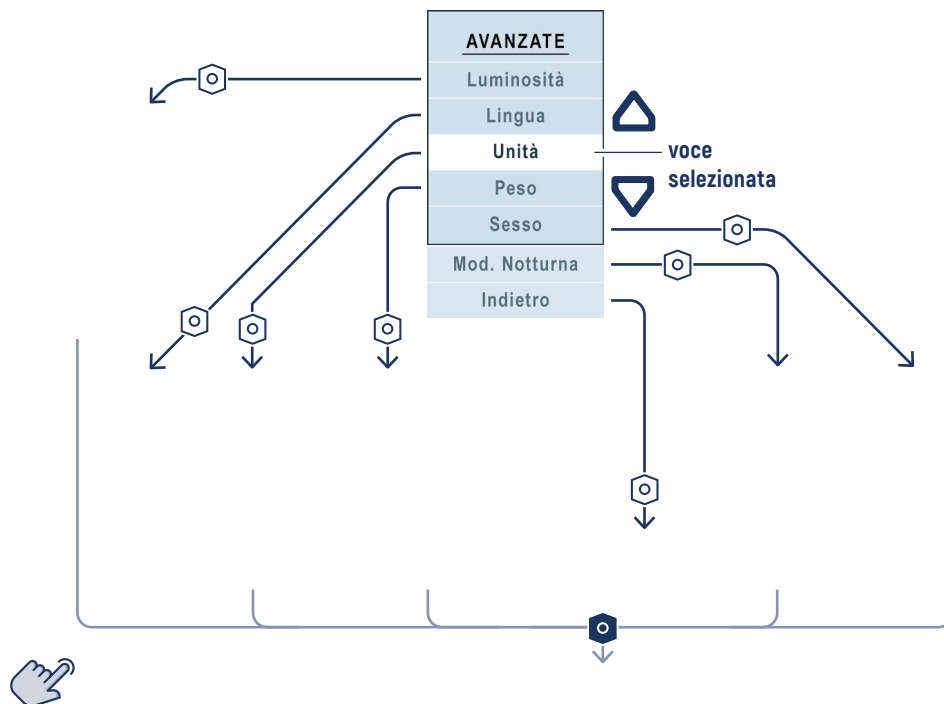 AVANZATE
Luminosità
Lingua
Unità
voce
selezionata
Peso
Sesso
Mod. Notturna
Indietro